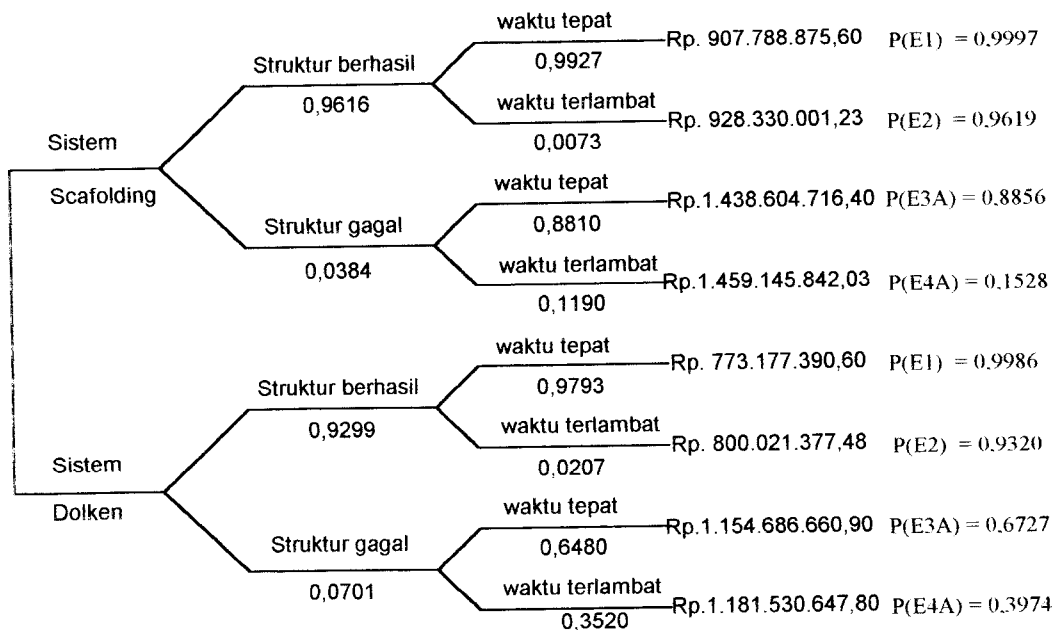 waktu tepat
Rp. 907.788.875,60 P(E1) = 0.9997
0,9927
Struktur berhasil
0,9616
waktu terlambat
Rp. 928.330.001,23 P(E2) = 0.9619
0,0073
Sistem
Scafolding
waktu tepat
Rp.1.438.604.716,40 P(E3A) = 0.8856
0,8810
Struktur gagal
0,0384
waktu terlambat
Rp.1.459.145.842,03 P(E4A) = 0.1528
0,1190
waktu tepat
Rp. 773.177.390,60 P(E1) = 0.9986
0,9793
Struktur berhasil
0,9299
waktu terlambat
Rp. 800.021.377,48 P(E2) = 0.9320
0,0207
Sistem
Dolken
waktu tepat
Rp.1.154.686.660,90 P(E3A) = 0.6727
0,6480
Struktur gagal
0,0701
waktu terlambat
Rp.1.181.530.647,80 P(E4A) = 0.3974
0,3520